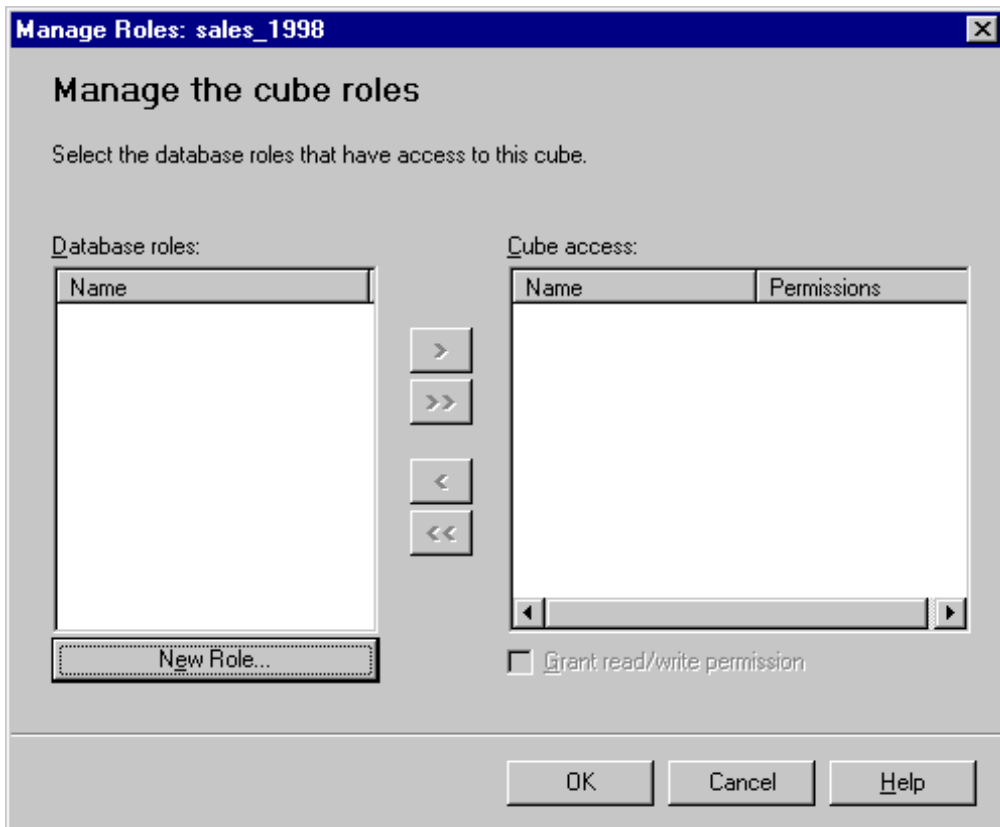 Manage Roles: sales_1998
Manage the cube roles
Select the database roles that have access to this cube.
Database roles:
Cube access:
Name
Name Permissions
>
>>
<
<<
New Role...
Grant read/write permission
OK Cancel Help